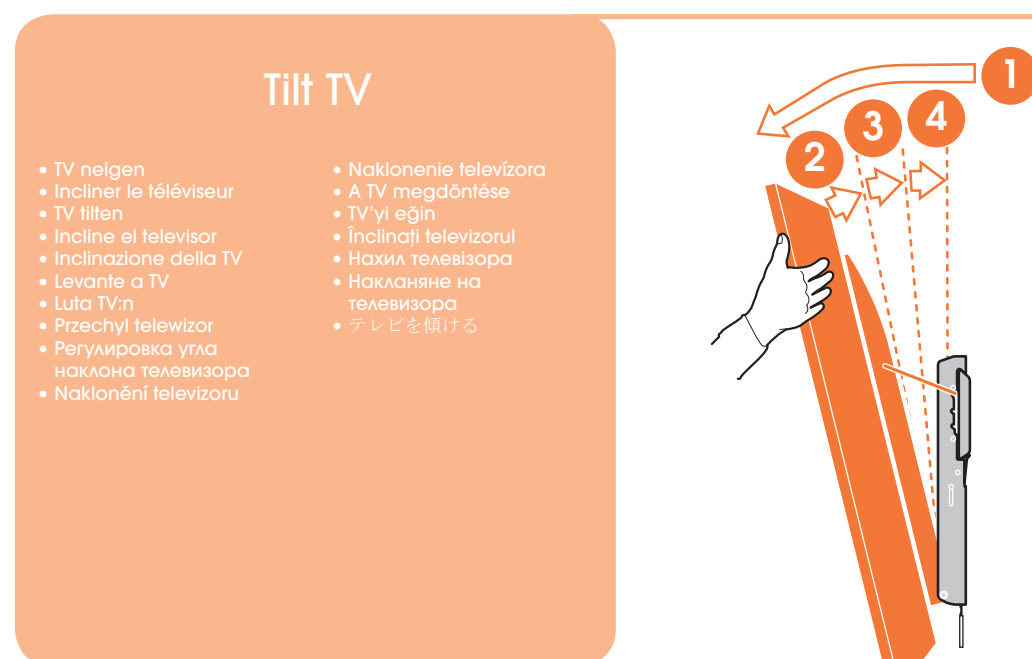 Tilt TV
• TV neigen
• Incliner le téléviseur
• TV tilten
• Incline el televisor
• Inclinazione della TV
• Levante a TV
• Luta TV:n
• Przechyl telewizor
• Регулировка угла
наклона телевизора
• Naklonění televizoru
• Naklonenie televízora
• A TV megdöntése
• TV’yi eğin
• Înclinați televizorul
• Нахил телевізора
• Накланяне на
телевизора
• テレビを傾ける
1
2
3
4